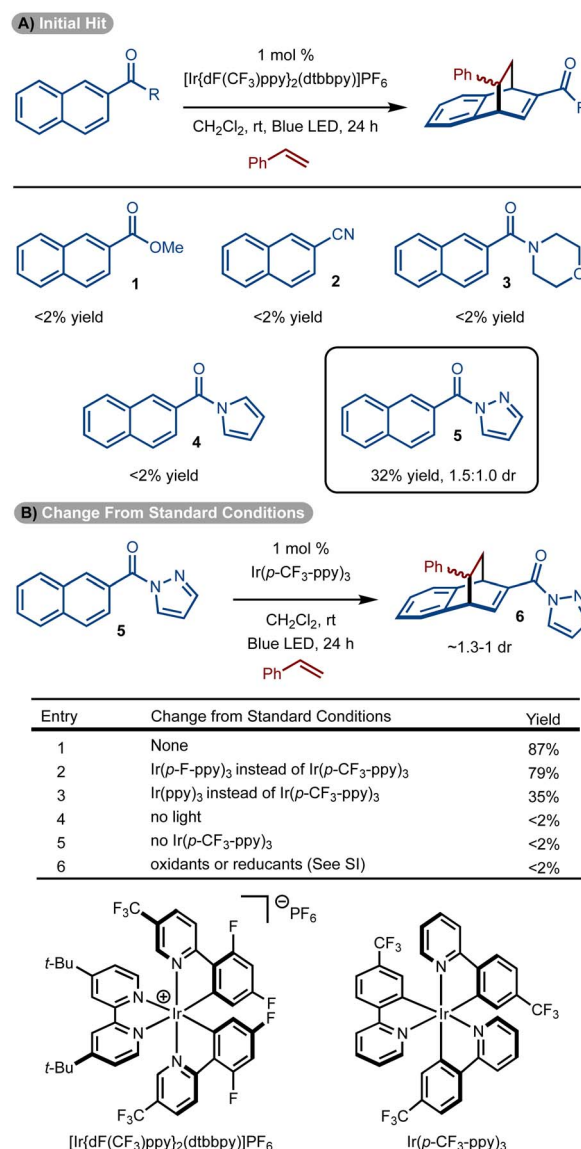 A) Initial Hit
O
R
1 mol %
[Ir{dF(CF3)ppy}2(dtbbpy)]PF6
CH2Cl2, rt, Blue LED, 24 h
Ph
Ph
O
O
OMe
1
<2% yield
CN
2
<2% yield
O
N
O
3
<2% yield
O
N
4
<2% yield
O
N
N
5
32% yield, 1.5:1.0 dr
B) Change From Standard Conditions
O
N
N
5
1 mol %
Ir(p-CF3-ppy)3
CH2Cl2, rt
Blue LED, 24 h
Ph
Ph
O
N
N
6
~1.3-1 dr
Entry Change from Standard Conditions Yield
1 None 87%
2 Ir(p-F-ppy)3 instead of Ir(p-CF3-ppy)3 79%
3 Ir(ppy)3 instead of Ir(p-CF3-ppy)3 35%
4 no light <2%
5 no Ir(p-CF3-ppy)3 <2%
6 oxidants or reducants (See SI) <2%
F3C
⊖
PF6
F
t-Bu
N
⊕
N
Ir
N
F
F
t-Bu
N
F
F3C
[Ir{dF(CF3)ppy}2(dtbbpy)]PF6
CF3
N
CF3
Ir
N
N
F3C
Ir(p-CF3-ppy)3